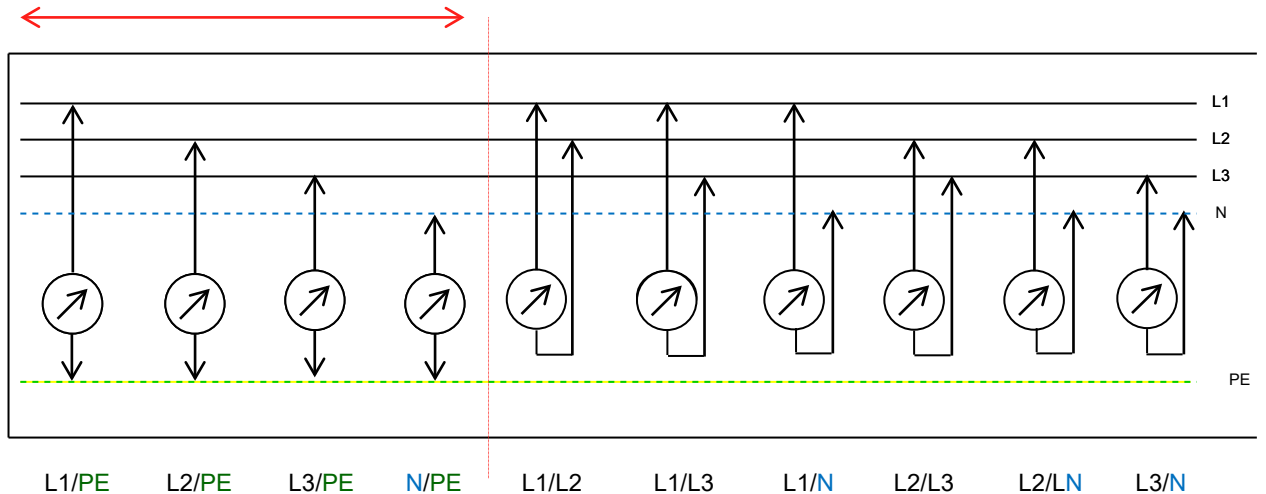 L1
L2
L3
N
PE
L1/PE L2/PE L3/PE N/PE L1/L2 L1/L3 L1/N L2/L3 L2/LN L3/N